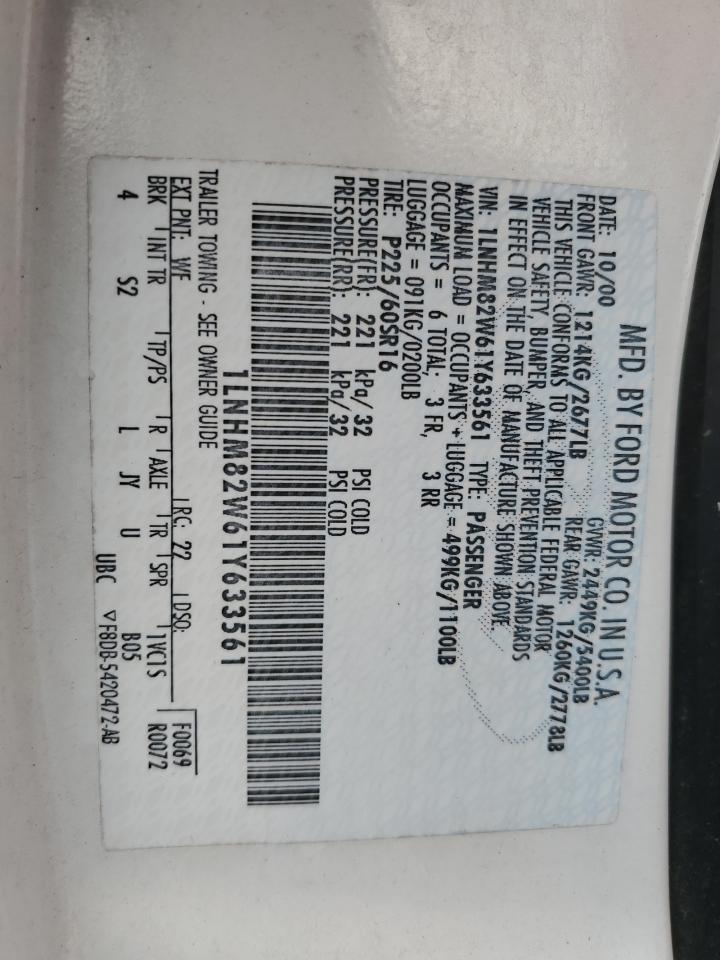 MFD. BY FORD MOTOR CO. IN U.S.A.
DATE: 10/00 GVWR: 2449KG/5400LB
FRONT GAWR: 1214KG/2677LB REAR GAWR: 1260KG/2778LB
THIS VEHICLE CONFORMS TO ALL APPLICABLE FEDERAL MOTOR
VEHICLE SAFETY, BUMPER, AND THEFT PREVENTION STANDARDS
IN EFFECT ON THE DATE OF MANUFACTURE SHOWN ABOVE.
VIN: 1LNHM82W61Y633561 TYPE: PASSENGER
MAXIMUM LOAD = OCCUPANTS + LUGGAGE = 499KG/1100LB
OCCUPANTS = 6 TOTAL, 3 FR, 3 RR
LUGGAGE = 091KG/0200LB
TIRE: P225/60SR16
PRESSURE(FR): 221 kPa/32 PSI COLD
PRESSURE(RR): 221 kPa/32 PSI COLD
1LNHM82W61Y633561
TRAILER TOWING - SEE OWNER GUIDE
EXT PNT: WF RC: 22 DSO: F0069
BRK INT TR TP/PS R AXLE TR SPR 1VC1S R0072
4 S2 L JY U B05
UBC ▽F8DB-5420472-AB